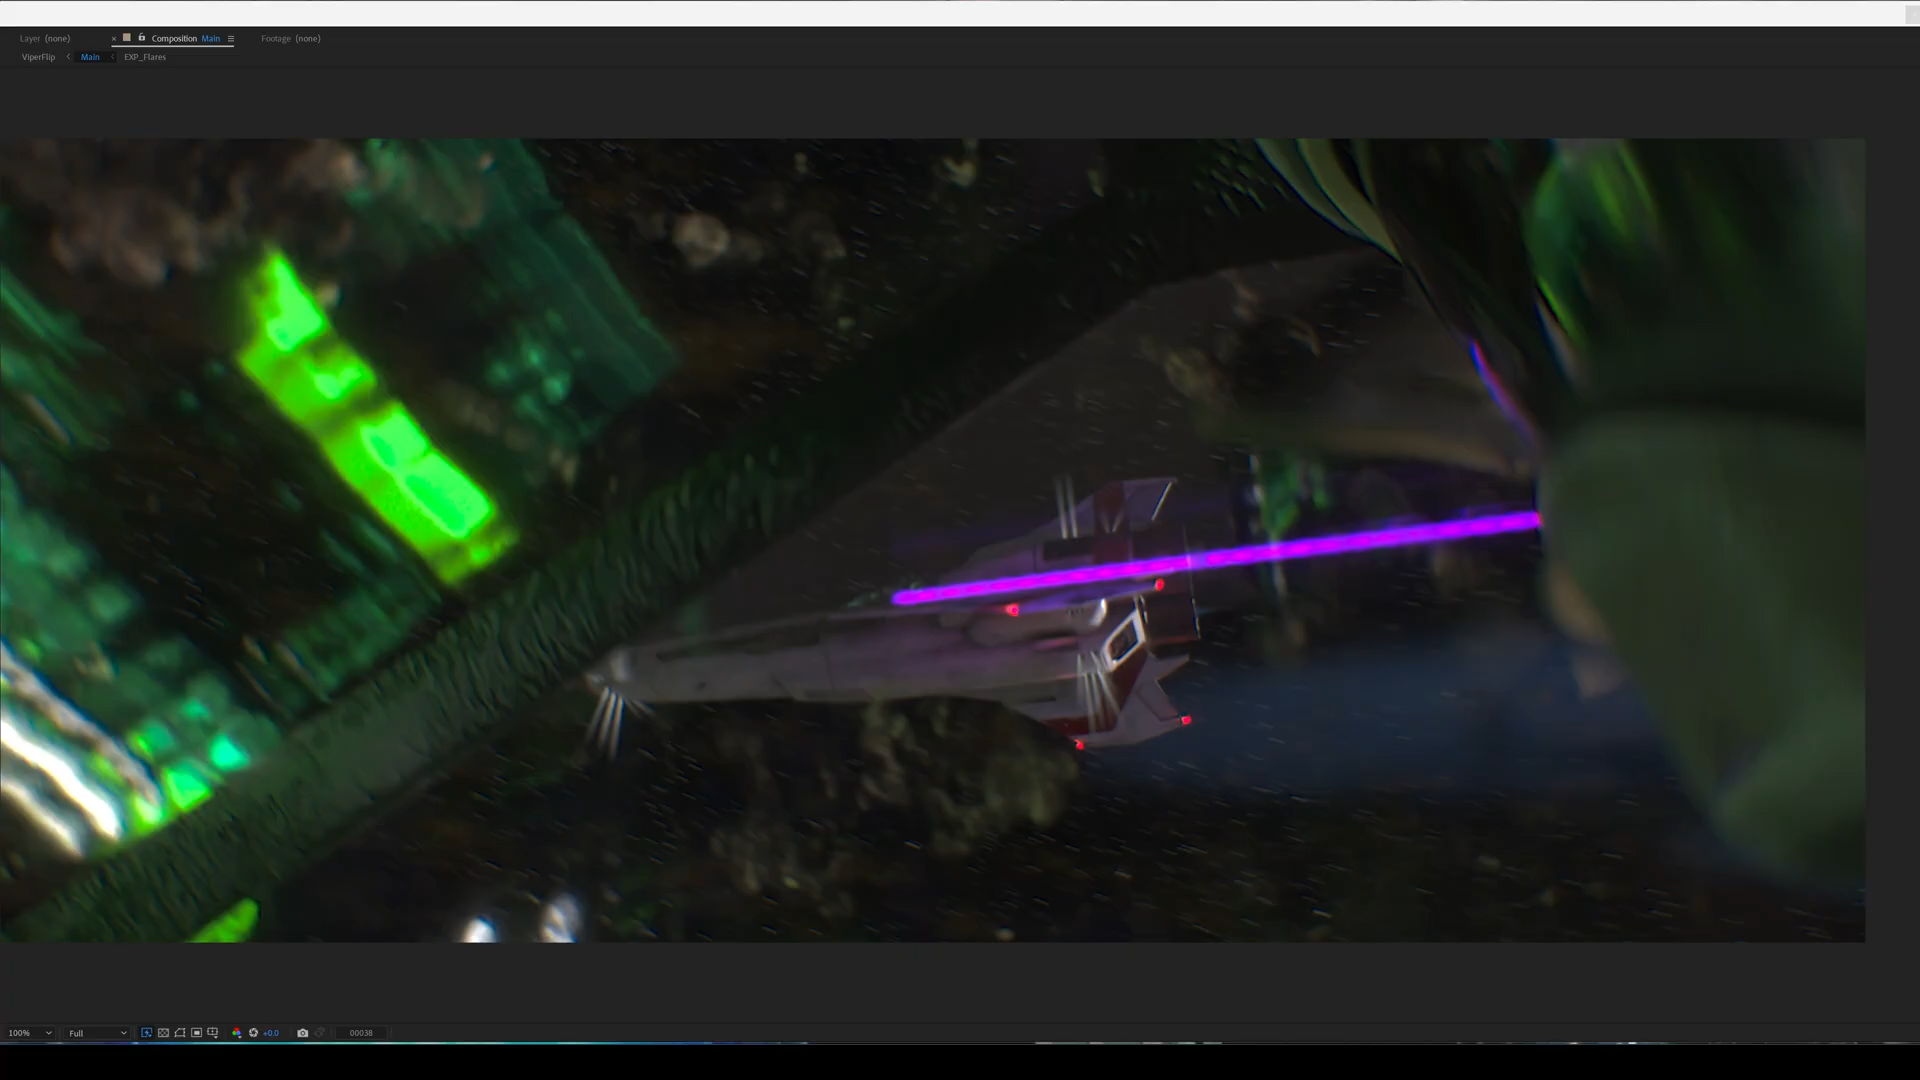 Layer (none) × Composition Main ≡ Footage (none)
ViperFlip < Main < EXP_Flares
100% Full +0.0 00038